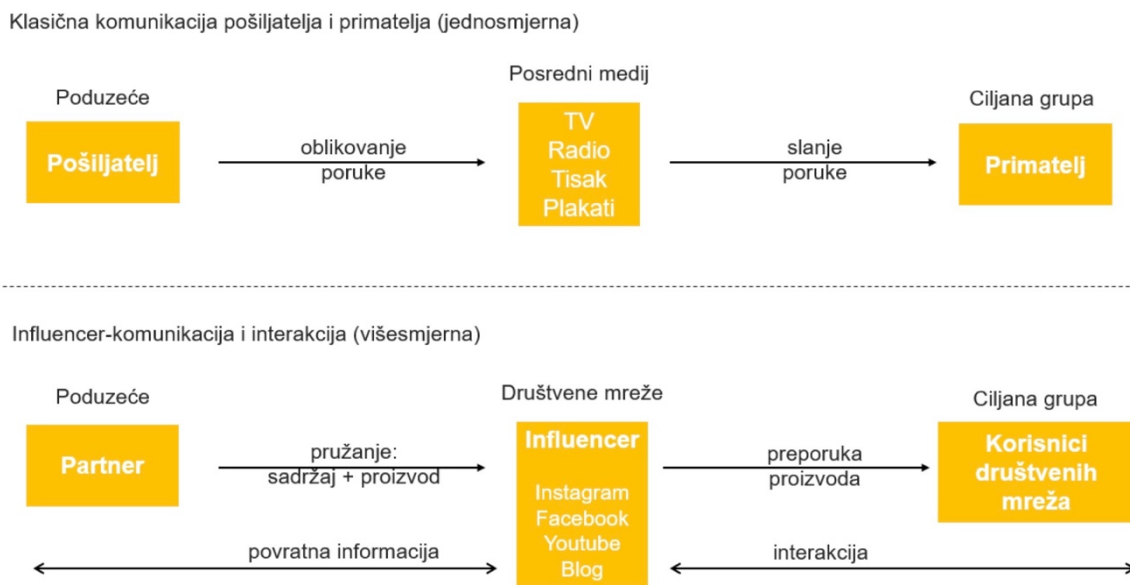 Klasična komunikacija pošiljatelja i primatelja (jednosmjerna)
Poduzeće
Pošiljatelj
oblikovanje
poruke
Posredni medij
TV
Radio
Tisak
Plakati
slanje
poruke
Ciljana grupa
Primatelj
Influencer-komunikacija i interakcija (višesmjerna)
Poduzeće
Partner
pružanje:
sadržaj + proizvod
povratna informacija
Društvene mreže
Influencer
Instagram
Facebook
Youtube
Blog
preporuka
proizvoda
interakcija
Ciljana grupa
Korisnici
društvenih
mreža